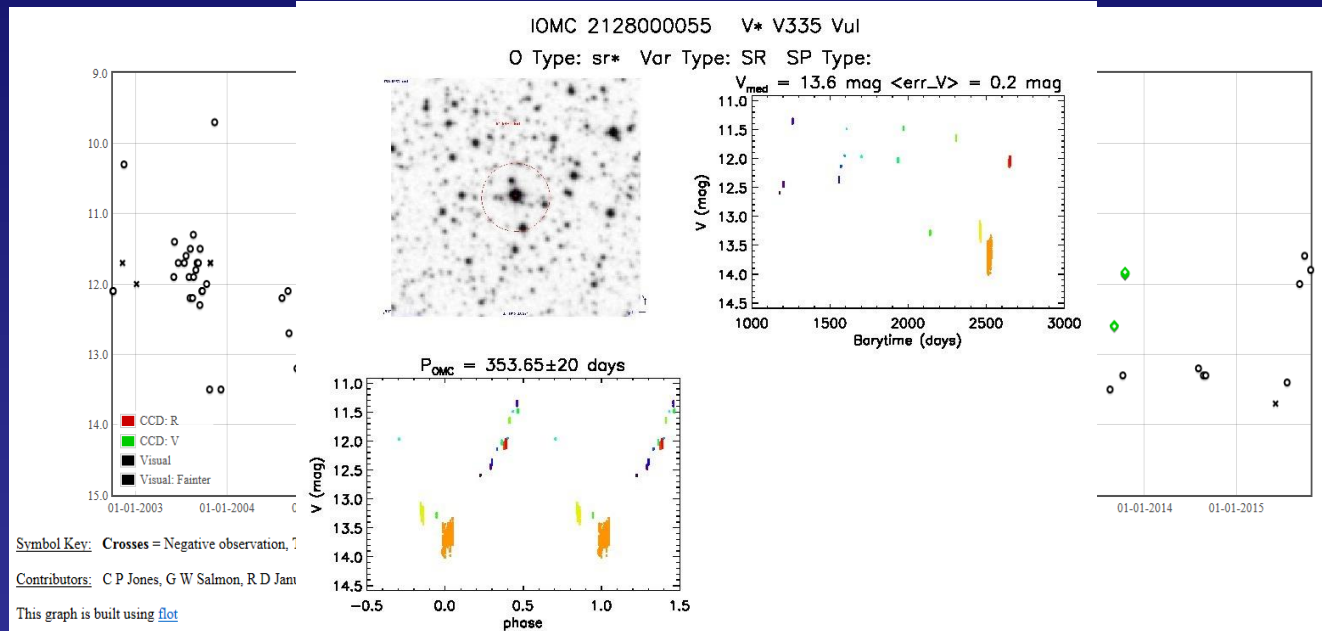 IOMC 2128000055 V* V335 Vul
O Type: sr* Var Type: SR SP Type:
V_med = 13.6 mag <err_V> = 0.2 mag
11.0
11.5
12.0
12.5
13.0
13.5
14.0
14.5
V (mag)
1000 1500 2000 2500 3000
Barytime (days)
P_OMC = 353.65±20 days
11.0
11.5
12.0
12.5
13.0
13.5
14.0
14.5
V (mag)
-0.5 0.0 0.5 1.0 1.5
phase
9.0
10.0
11.0
12.0
13.0
14.0
15.0
CCD: R
CCD: V
Visual
Visual: Fainter
01-01-2003 01-01-2004 0
01-01-2014 01-01-2015
Symbol Key: Crosses = Negative observation,
Contributors: C P Jones, G W Salmon, R D Janu
This graph is built using flot